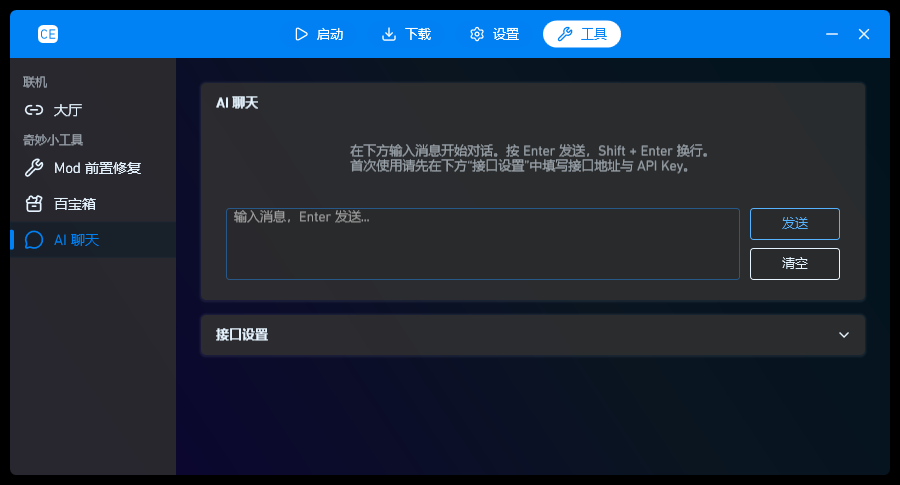 CE
启动
下载
设置
工具
联机
大厅
奇妙小工具
Mod 前置修复
百宝箱
AI 聊天
AI 聊天
在下方输入消息开始对话。按 Enter 发送，Shift + Enter 换行。
首次使用请先在下方“接口设置”中填写接口地址与 API Key。
输入消息，Enter 发送...
发送
清空
接口设置